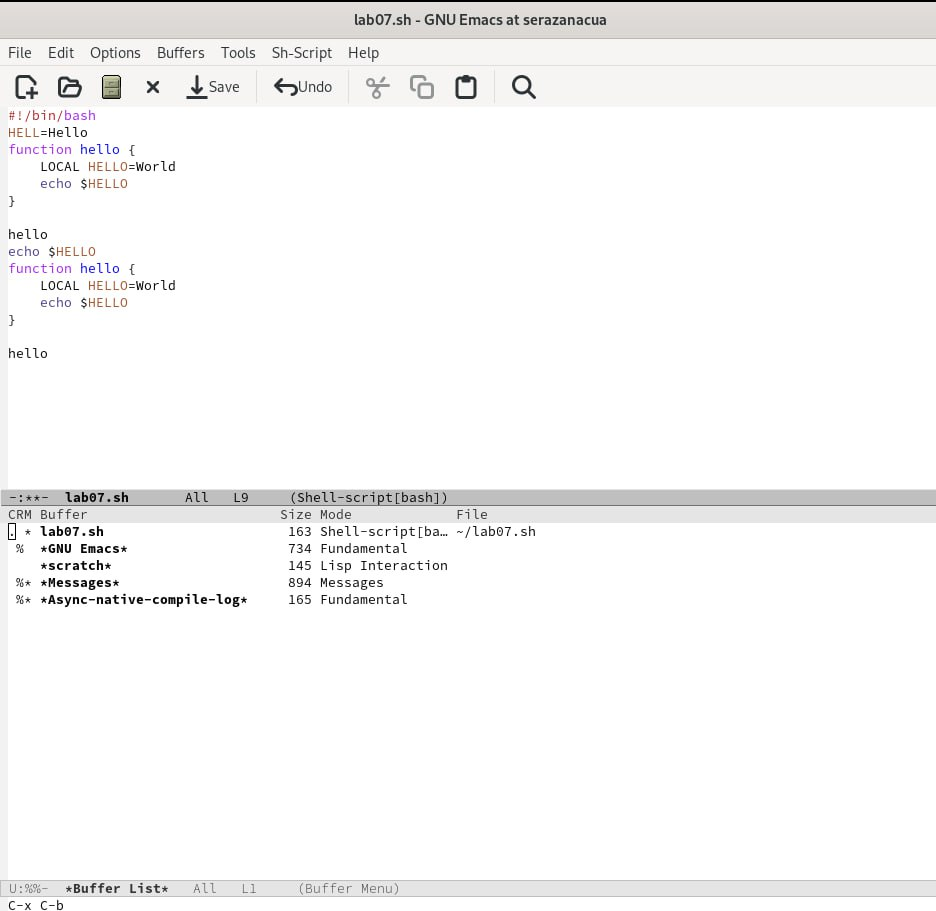 lab07.sh - GNU Emacs at serazanacua
File Edit Options Buffers Tools Sh-Script Help
Save Undo
#!/bin/bash
HELL=Hello
function hello {
    LOCAL HELLO=World
    echo $HELLO
}
hello
echo $HELLO
function hello {
    LOCAL HELLO=World
    echo $HELLO
}
hello
-:**-  lab07.sh       All   L9     (Shell-script[bash])
CRM Buffer                        Size Mode             File
. * lab07.sh                       163 Shell-script[ba… ~/lab07.sh
 %  *GNU Emacs*                    734 Fundamental
    *scratch*                      145 Lisp Interaction
 %* *Messages*                     894 Messages
 %* *Async-native-compile-log*     165 Fundamental
U:%%-  *Buffer List*   All   L1     (Buffer Menu)
C-x C-b